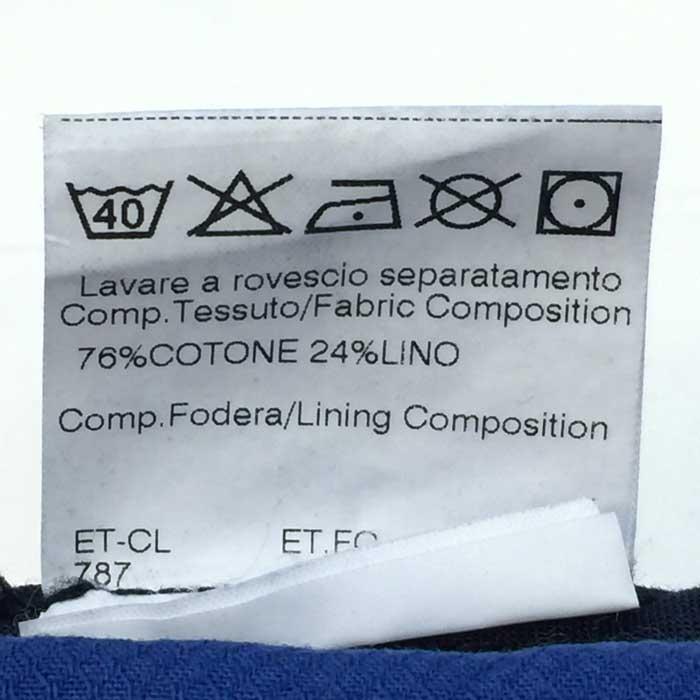 40
Lavare a rovescio separatamento
Comp.Tessuto/Fabric Composition
76%COTONE 24%LINO
Comp.Fodera/Lining Composition
ET-CL
787